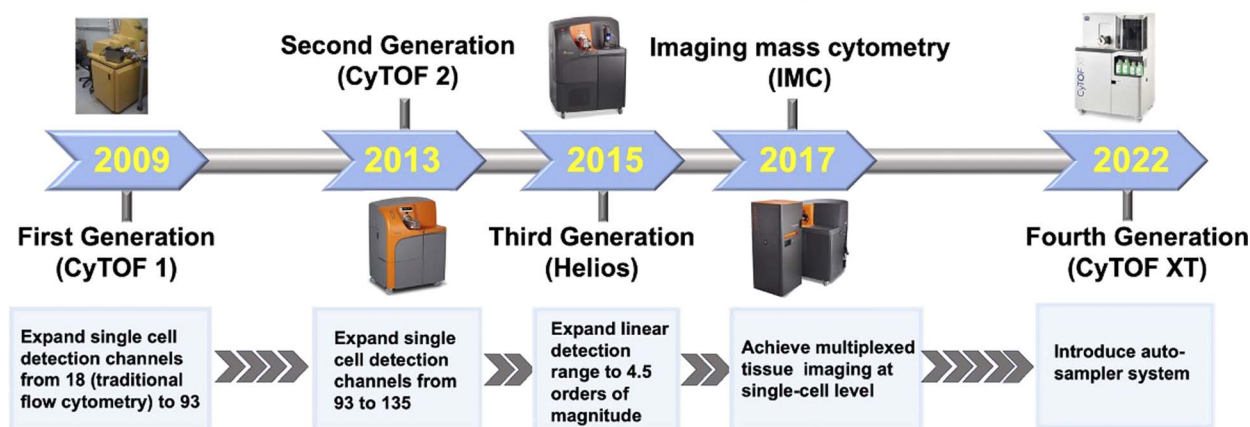 Second Generation
(CyTOF 2)
Imaging mass cytometry
(IMC)
CyTOF XT
2009
2013
2015
2017
2022
First Generation
(CyTOF 1)
Third Generation
(Helios)
Fourth Generation
(CyTOF XT)
Expand single cell
detection channels
from 18 (traditional
flow cytometry) to 93
Expand single
cell detection
channels from
93 to 135
Expand linear
detection
range to 4.5
orders of
magnitude
Achieve multiplexed
tissue imaging at
single-cell level
Introduce auto-
sampler system